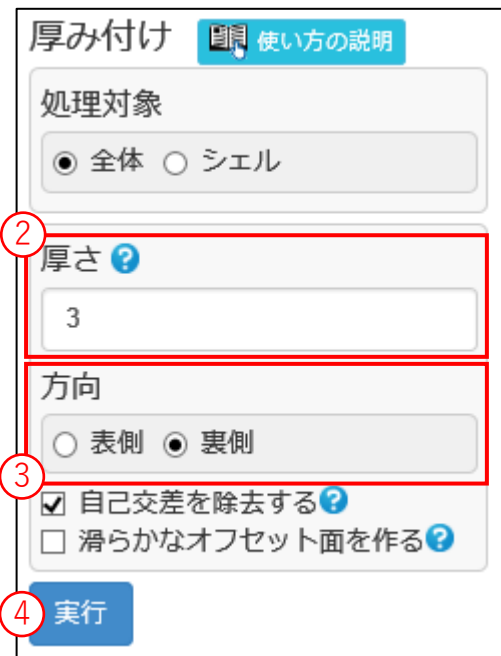 厚み付け 使い方の説明
処理対象
全体 シェル
2
厚さ ?
3
方向
表側 裏側
3
自己交差を除去する ?
滑らかなオフセット面を作る ?
4 実行